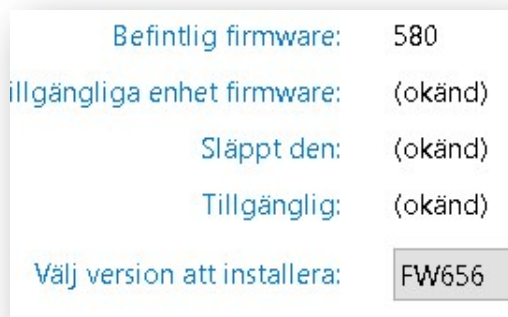 Befintlig firmware: 580
illgängliga enhet firmware: (okänd)
Släppt den: (okänd)
Tillgänglig: (okänd)
Välj version att installera: FW656